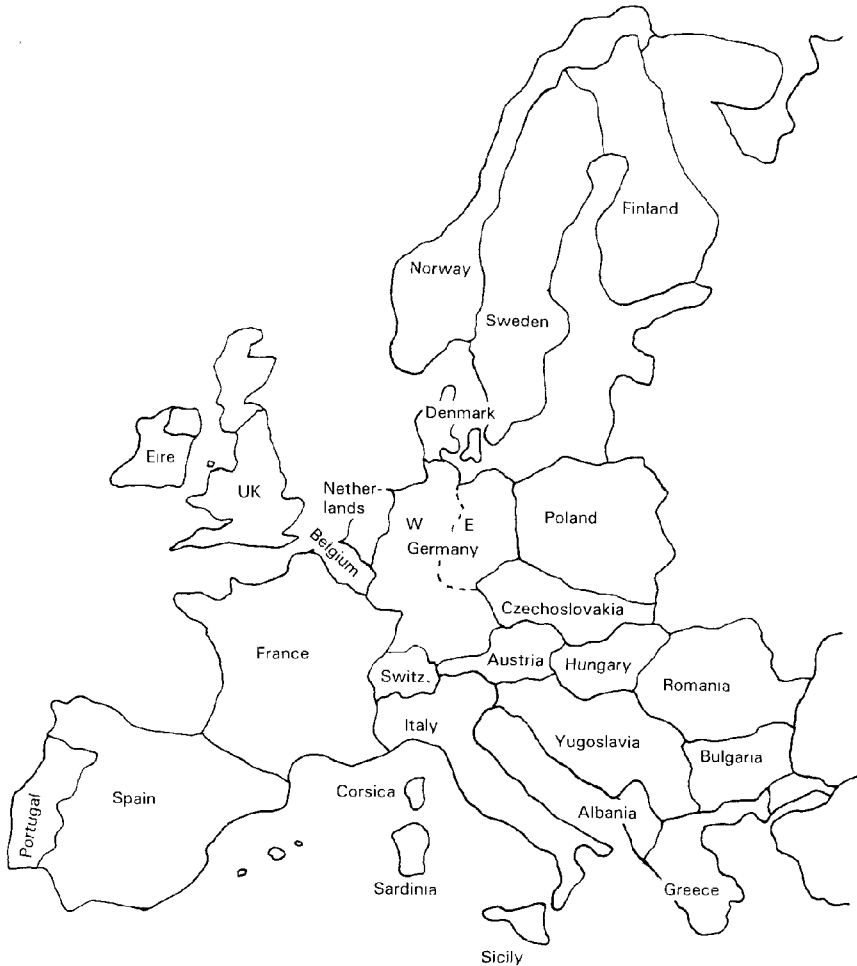 Finland
Norway
Sweden
Denmark
Eire
UK
Nether-
lands
W E
Germany
Poland
Belgium
Czechoslovakia
France
Switz.
Austria
Hungary
Romania
Italy
Yugoslavia
Bulgaria
Portugal
Spain
Corsica
Albania
Sardinia
Greece
Sicily